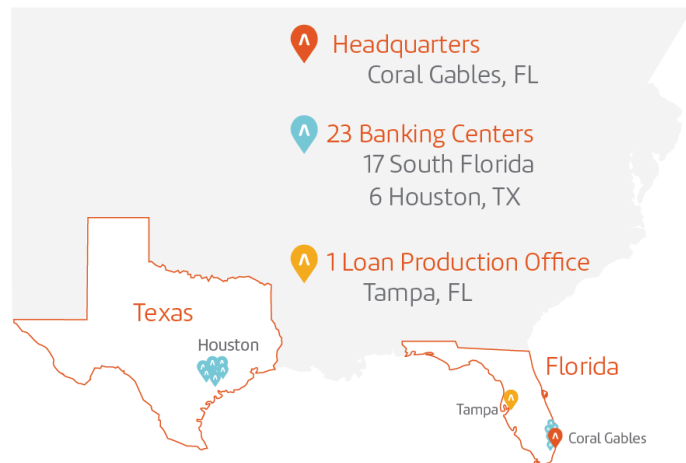 Headquarters
Coral Gables, FL
23 Banking Centers
17 South Florida
6 Houston, TX
1 Loan Production Office
Tampa, FL
Texas
Houston
Florida
Tampa
Coral Gables